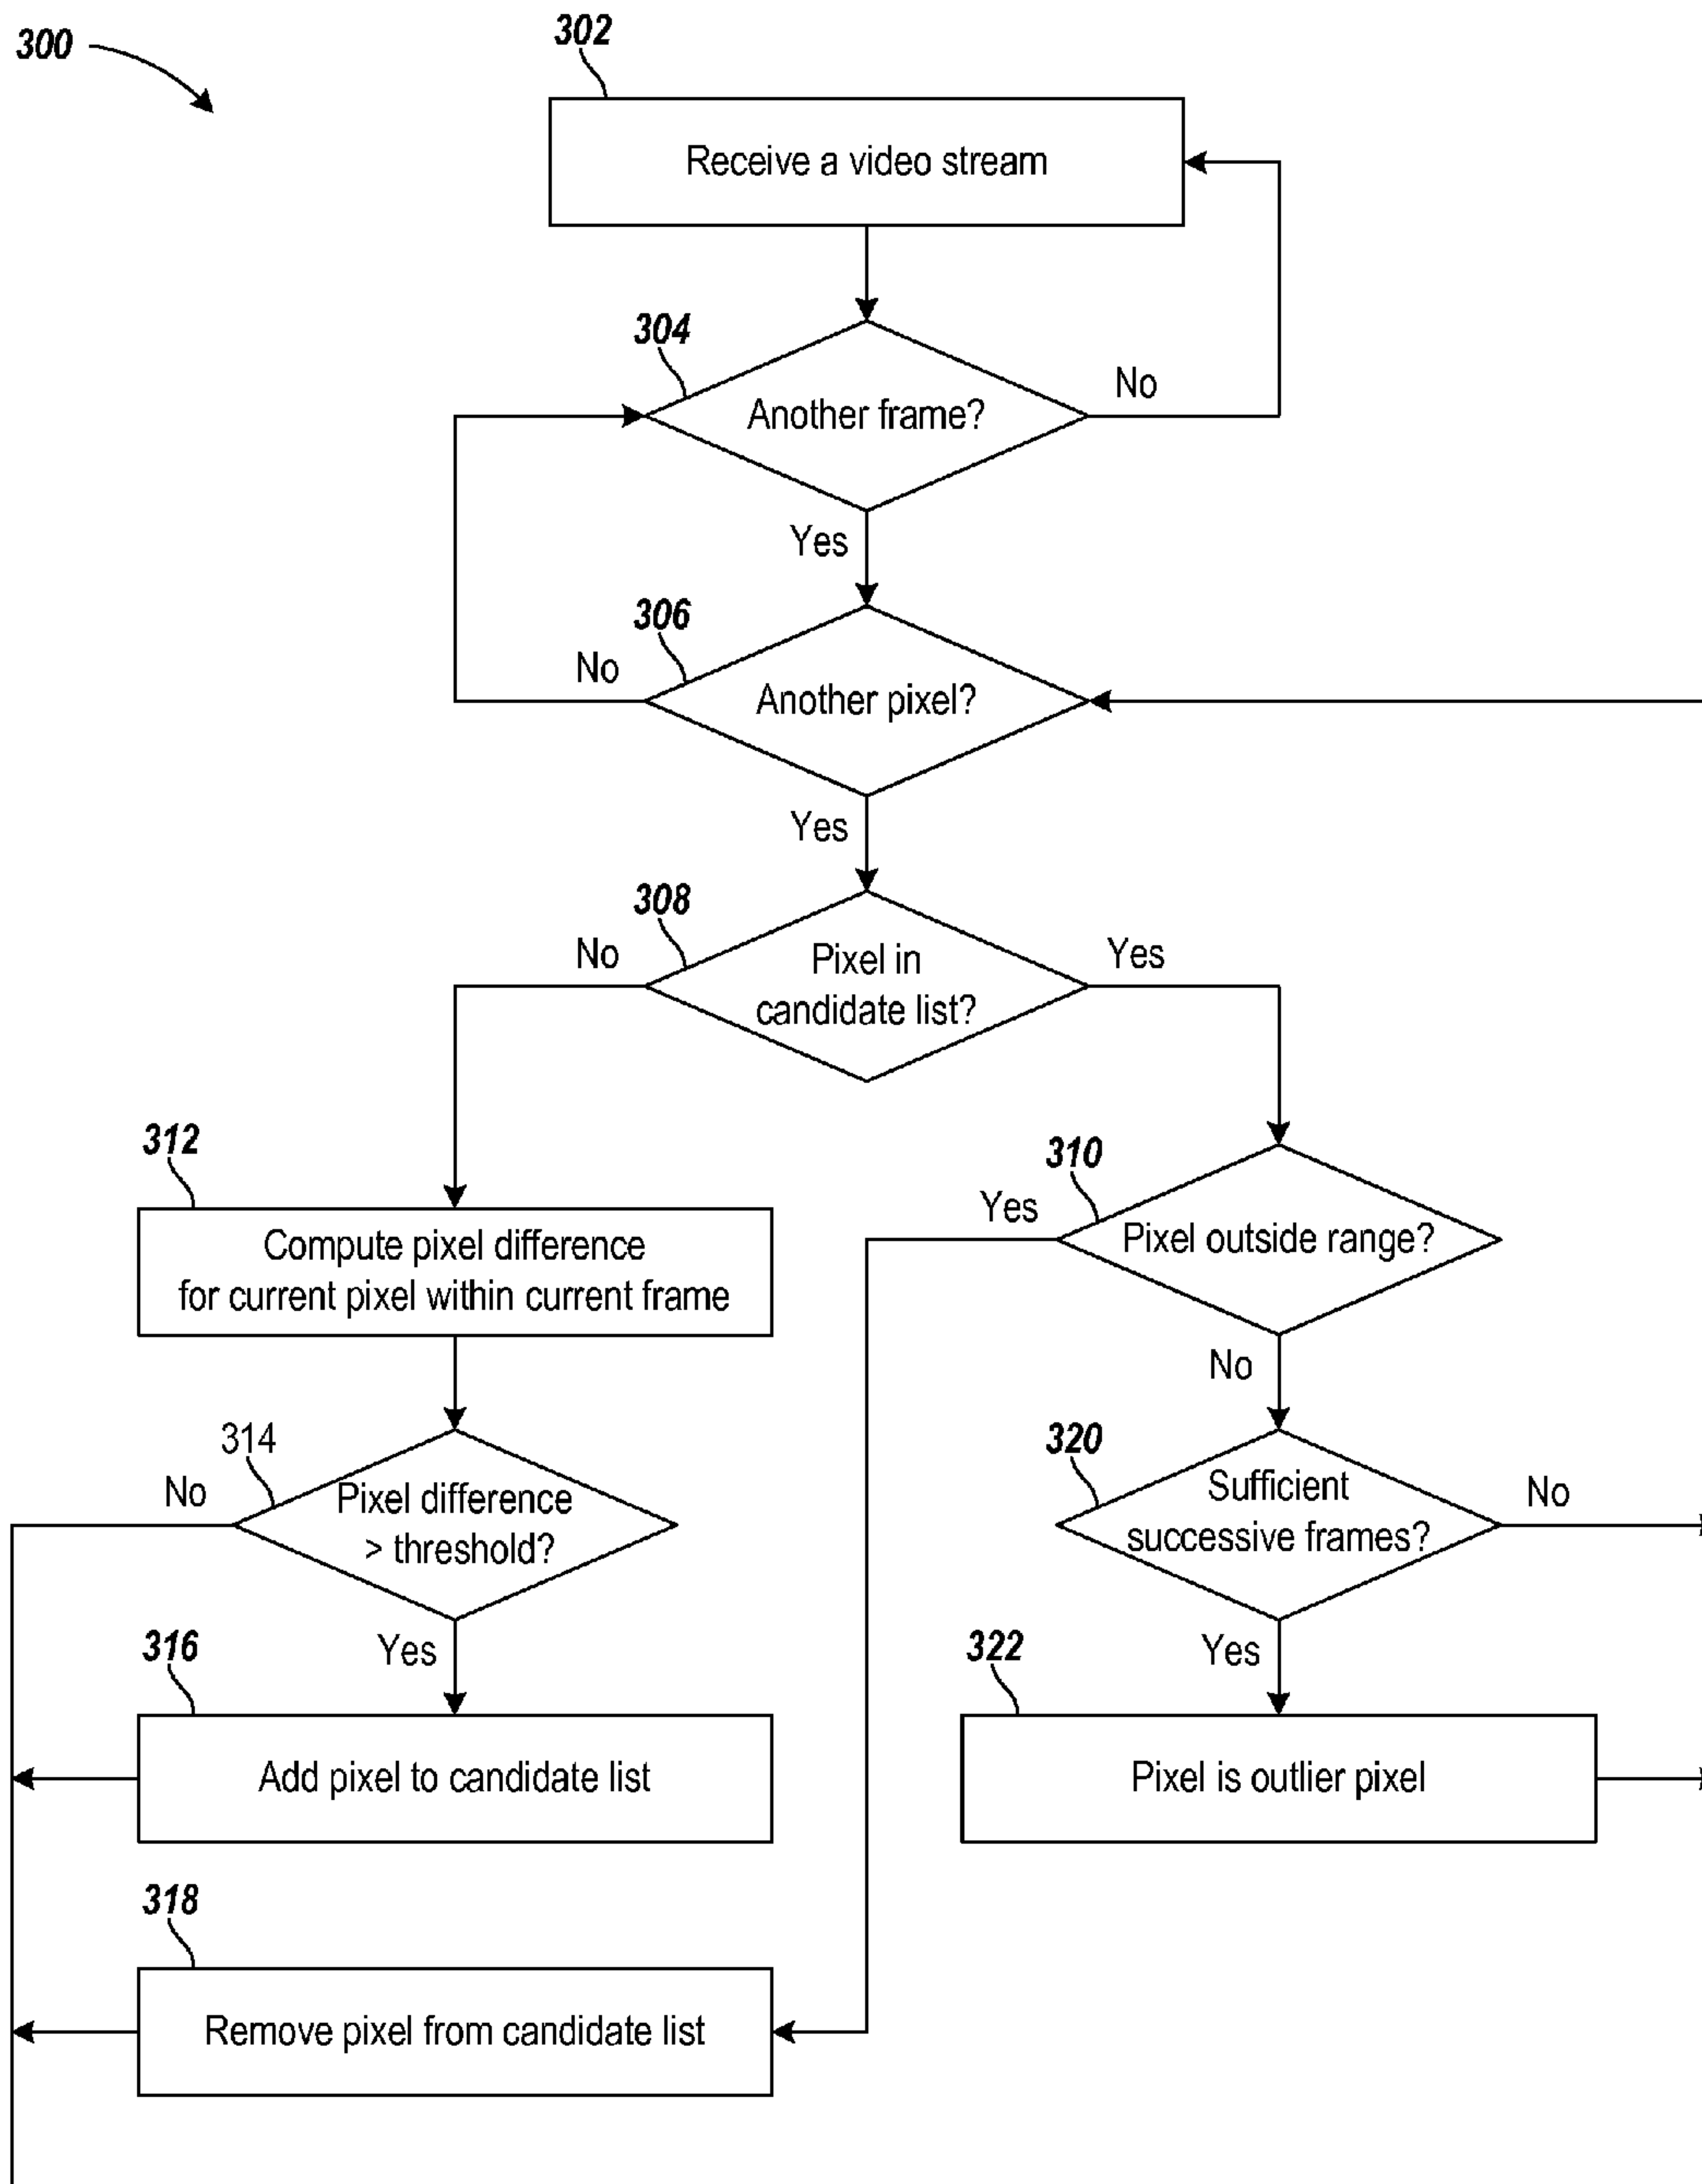 300
302
Receive a video stream
304
Another frame?
No
Yes
306
No
Another pixel?
Yes
308
No
Pixel in
candidate list?
Yes
312
Compute pixel difference
for current pixel within current frame
310
Yes
Pixel outside range?
No
314
No
Pixel difference
> threshold?
Yes
320
Sufficient
successive frames?
No
Yes
316
Add pixel to candidate list
322
Pixel is outlier pixel
318
Remove pixel from candidate list